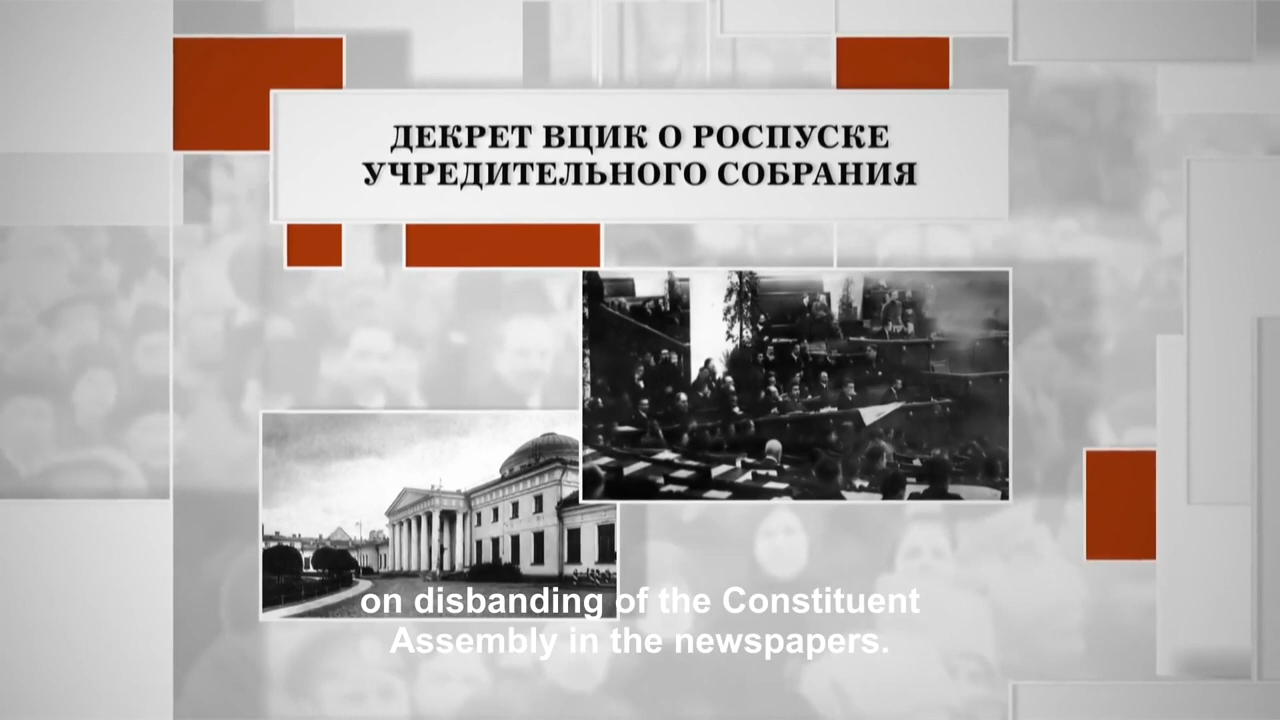 ДЕКРЕТ ВЦИК О РОСПУСКЕ
УЧРЕДИТЕЛЬНОГО СОБРАНИЯ
on disbanding of the Constituent
Assembly in the newspapers.